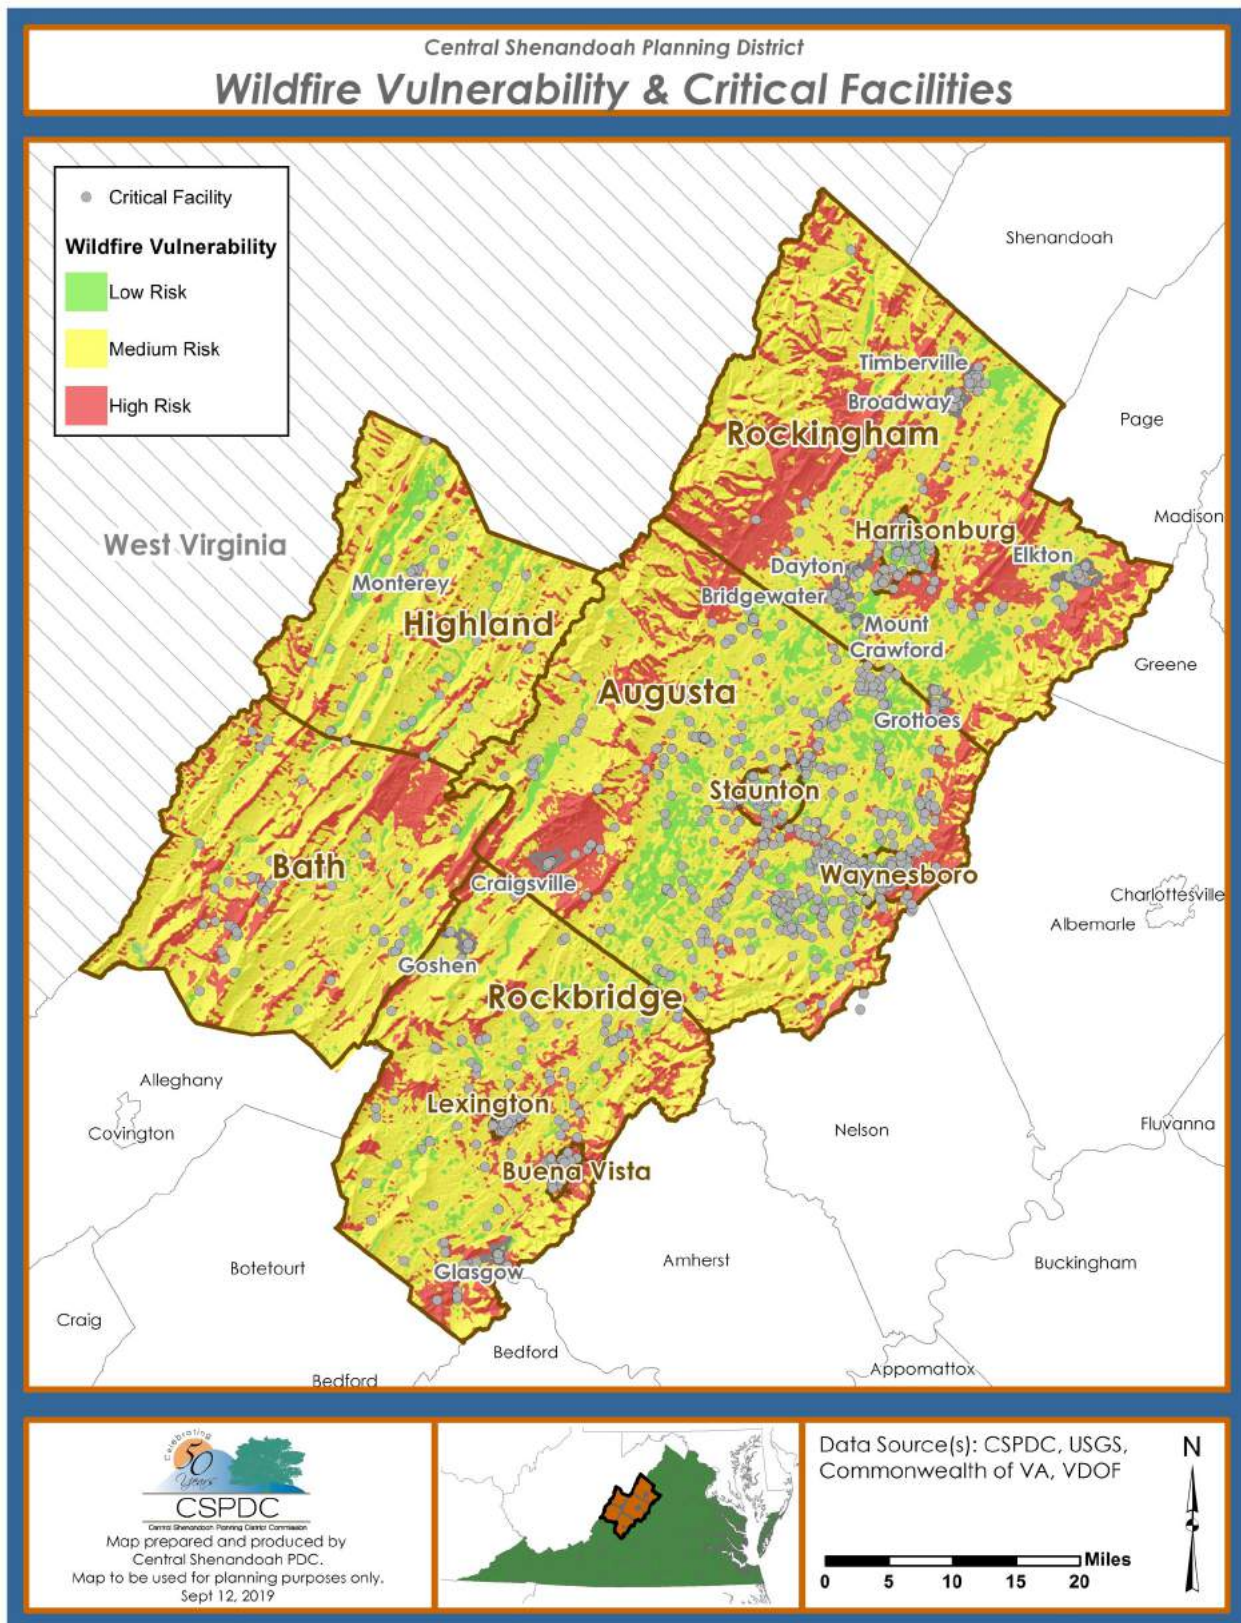 Central Shenandoah Planning District
Wildfire Vulnerability & Critical Facilities
Critical Facility
Wildfire Vulnerability
Low Risk
Medium Risk
High Risk
Shenandoah
Timberville
Broadway
Page
Rockingham
Madison
Harrisonburg
West Virginia
Elkton
Dayton
Monterey
Bridgewater
Highland
Mount
Crawford
Greene
Augusta
Grottoes
Staunton
Bath
Waynesboro
Craigsville
Charlottesville
Albemarle
Goshen
Rockbridge
Alleghany
Lexington
Covington
Nelson
Fluvanna
Buena Vista
Botetourt
Amherst
Buckingham
Glasgow
Craig
Bedford
Appomattox
Bedford
Celebrating
50
Years
CSPDC
Central Shenandoah Planning District Commission
Map prepared and produced by
Central Shenandoah PDC.
Map to be used for planning purposes only.
Sept 12, 2019
Data Source(s): CSPDC, USGS,
Commonwealth of VA, VDOF
N
Miles
0 5 10 15 20